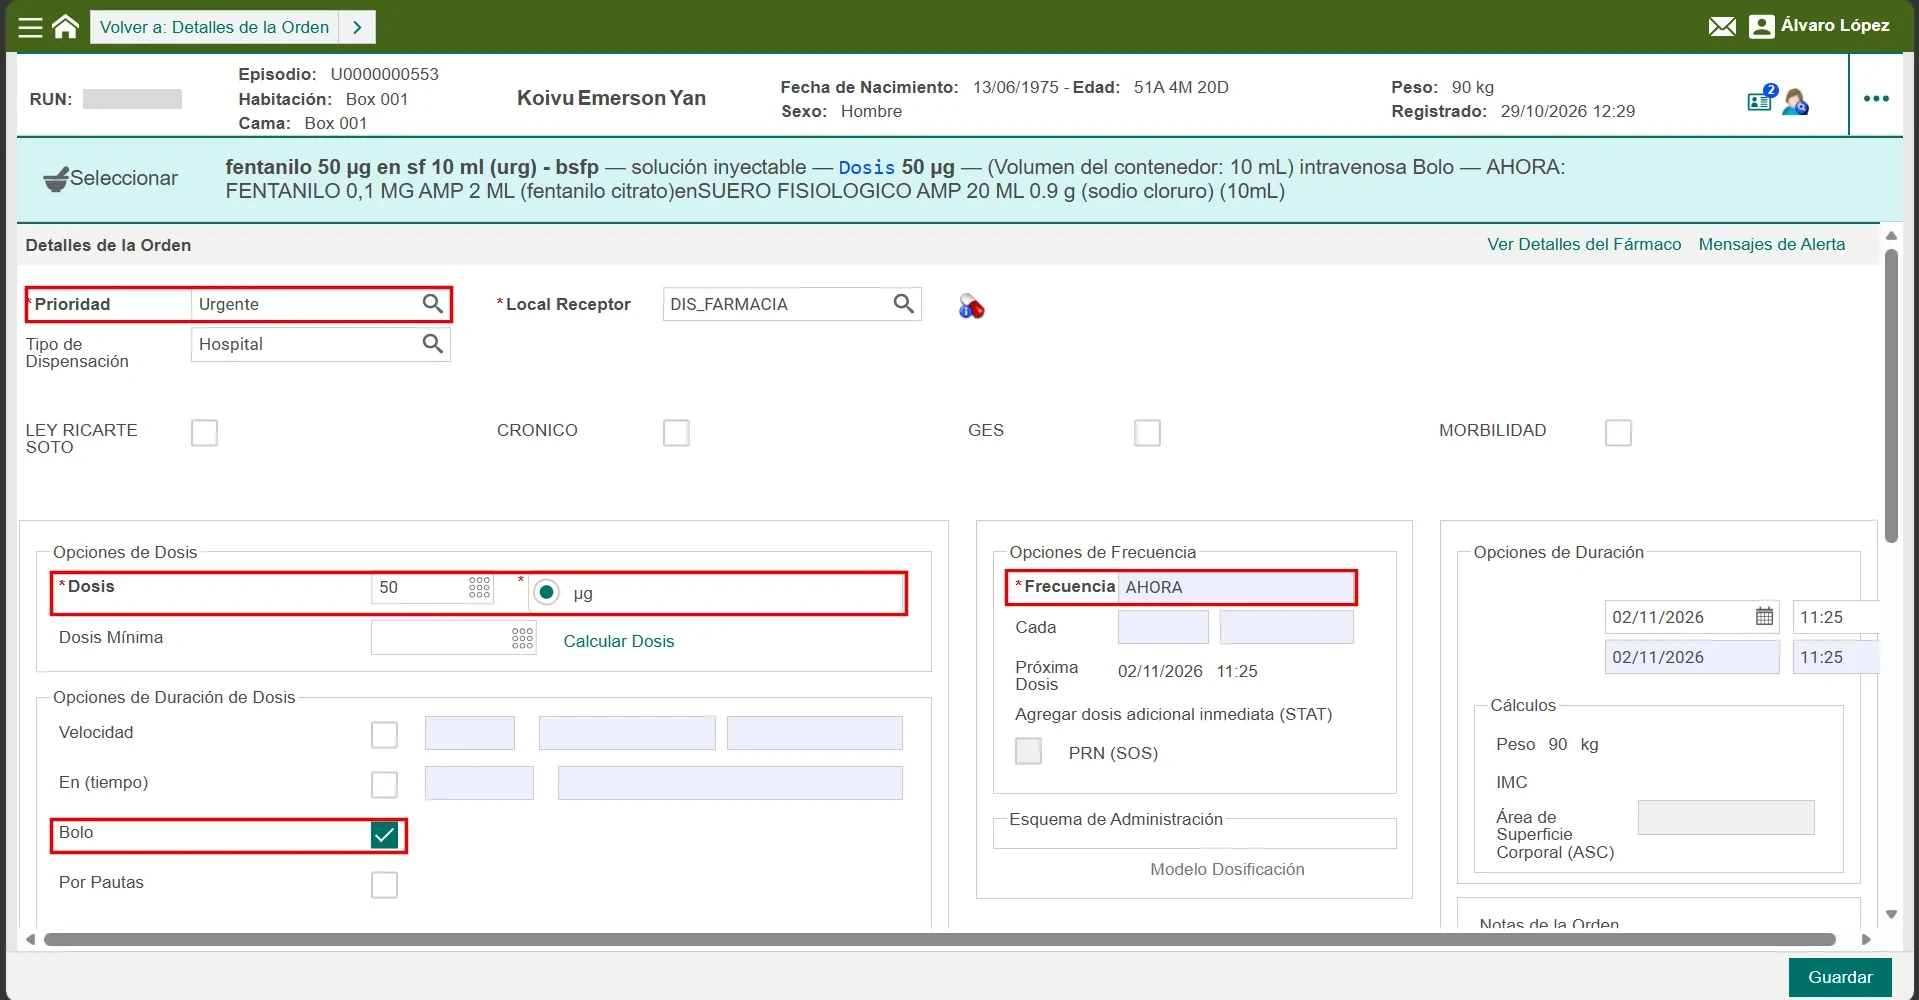 Volver a: Detalles de la Orden
Álvaro López
RUN:
Episodio: U0000000553
Habitación: Box 001
Cama: Box 001
Koivu Emerson Yan
Fecha de Nacimiento: 13/06/1975 - Edad: 51A 4M 20D
Sexo: Hombre
Peso: 90 kg
Registrado: 29/10/2026 12:29
2
Seleccionar
fentanilo 50 µg en sf 10 ml (urg) - bsfp — solución inyectable — Dosis 50 µg — (Volumen del contenedor: 10 mL) intravenosa Bolo — AHORA:
FENTANILO 0,1 MG AMP 2 ML (fentanilo citrato)enSUERO FISIOLOGICO AMP 20 ML 0.9 g (sodio cloruro) (10mL)
Detalles de la Orden
Ver Detalles del Fármaco Mensajes de Alerta
*Prioridad Urgente
*Local Receptor DIS_FARMACIA
Tipo de
Dispensación
Hospital
LEY RICARTE
SOTO
CRONICO
GES
MORBILIDAD
Opciones de Dosis
*Dosis 50 * µg
Dosis Mínima Calcular Dosis
Opciones de Duración de Dosis
Velocidad
En (tiempo)
Bolo
Por Pautas
Opciones de Frecuencia
*Frecuencia AHORA
Cada
Próxima
Dosis
02/11/2026 11:25
Agregar dosis adicional inmediata (STAT)
PRN (SOS)
Esquema de Administración
Modelo Dosificación
Opciones de Duración
02/11/2026 11:25
02/11/2026 11:25
Cálculos
Peso 90 kg
IMC
Área de
Superficie
Corporal (ASC)
Notas de la Orden
Guardar